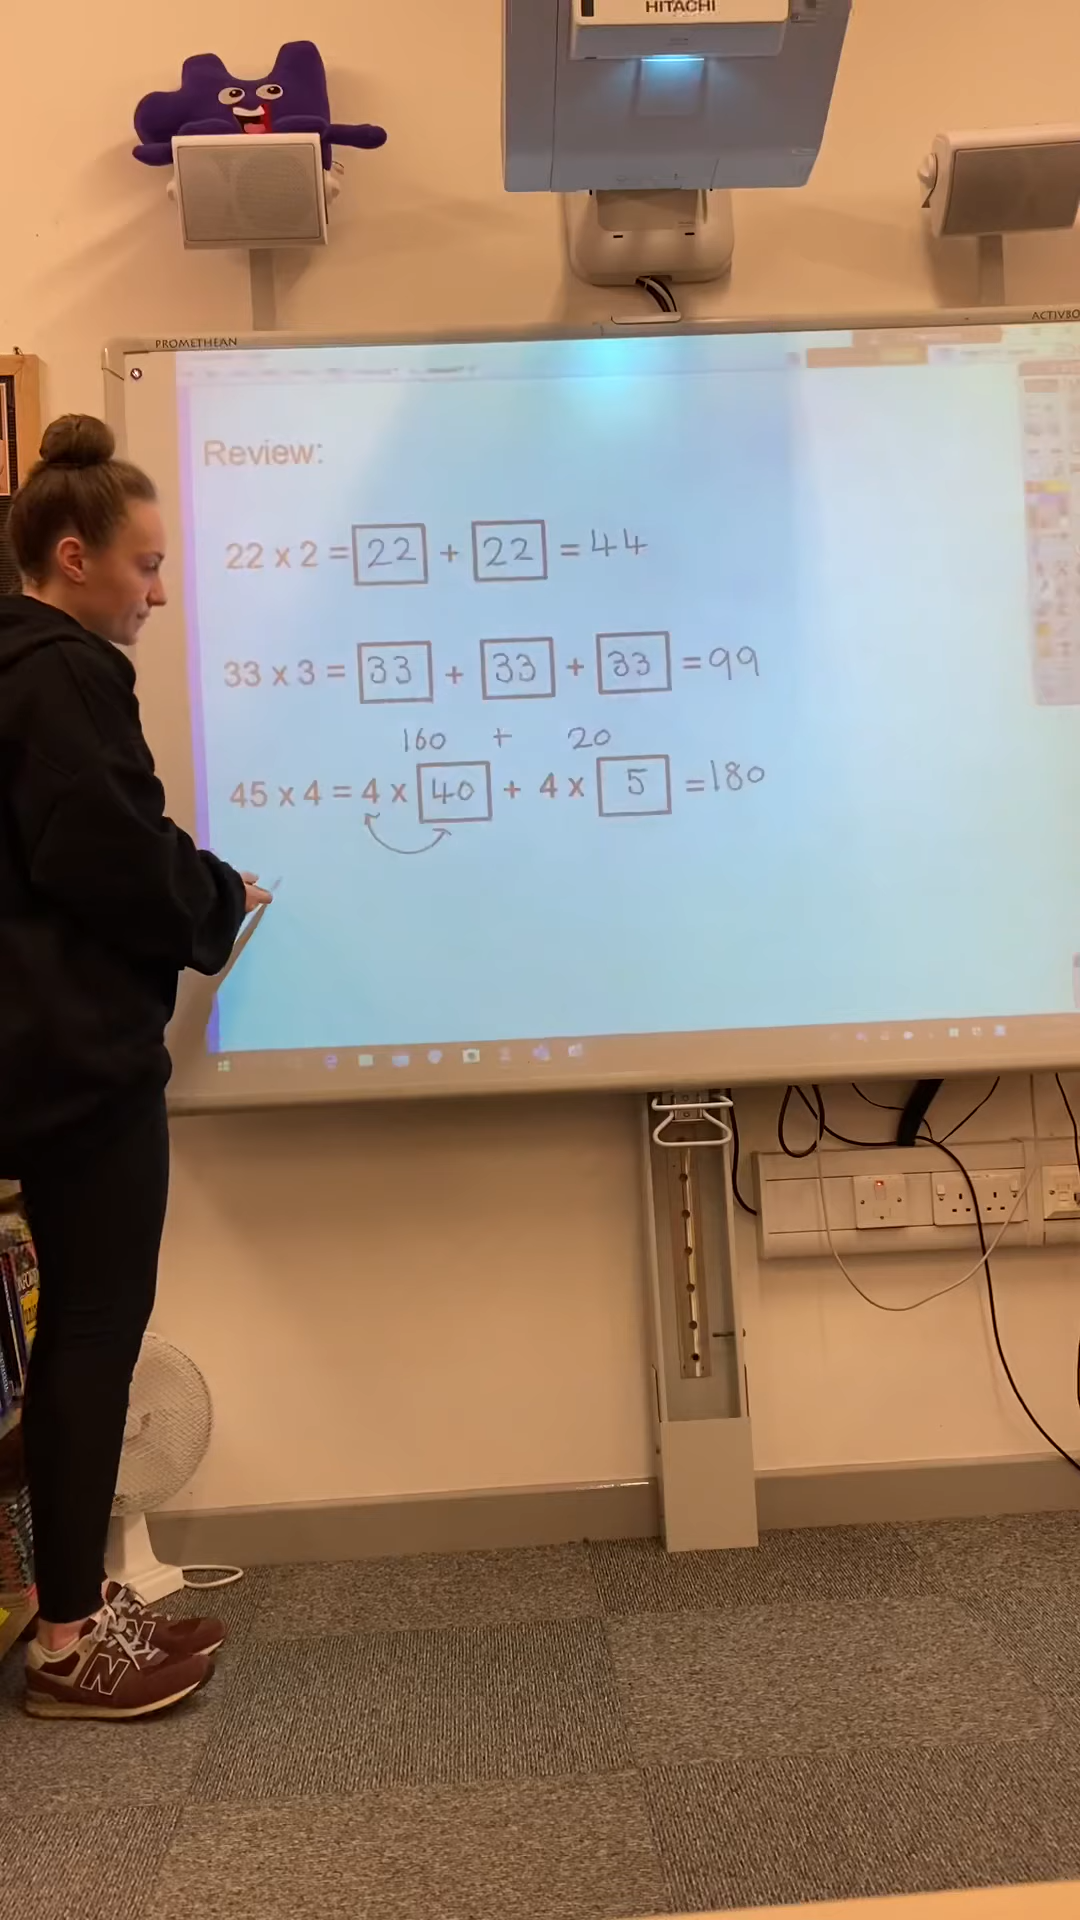 HITACHI
PROMETHEAN
ACTIVBO
Review:
22 x 2 = 22 + 22 = 44
33 x 3 = 33 + 33 + 33 = 99
160 + 20
45 x 4 = 4 x 40 + 4 x 5 = 180
N
N